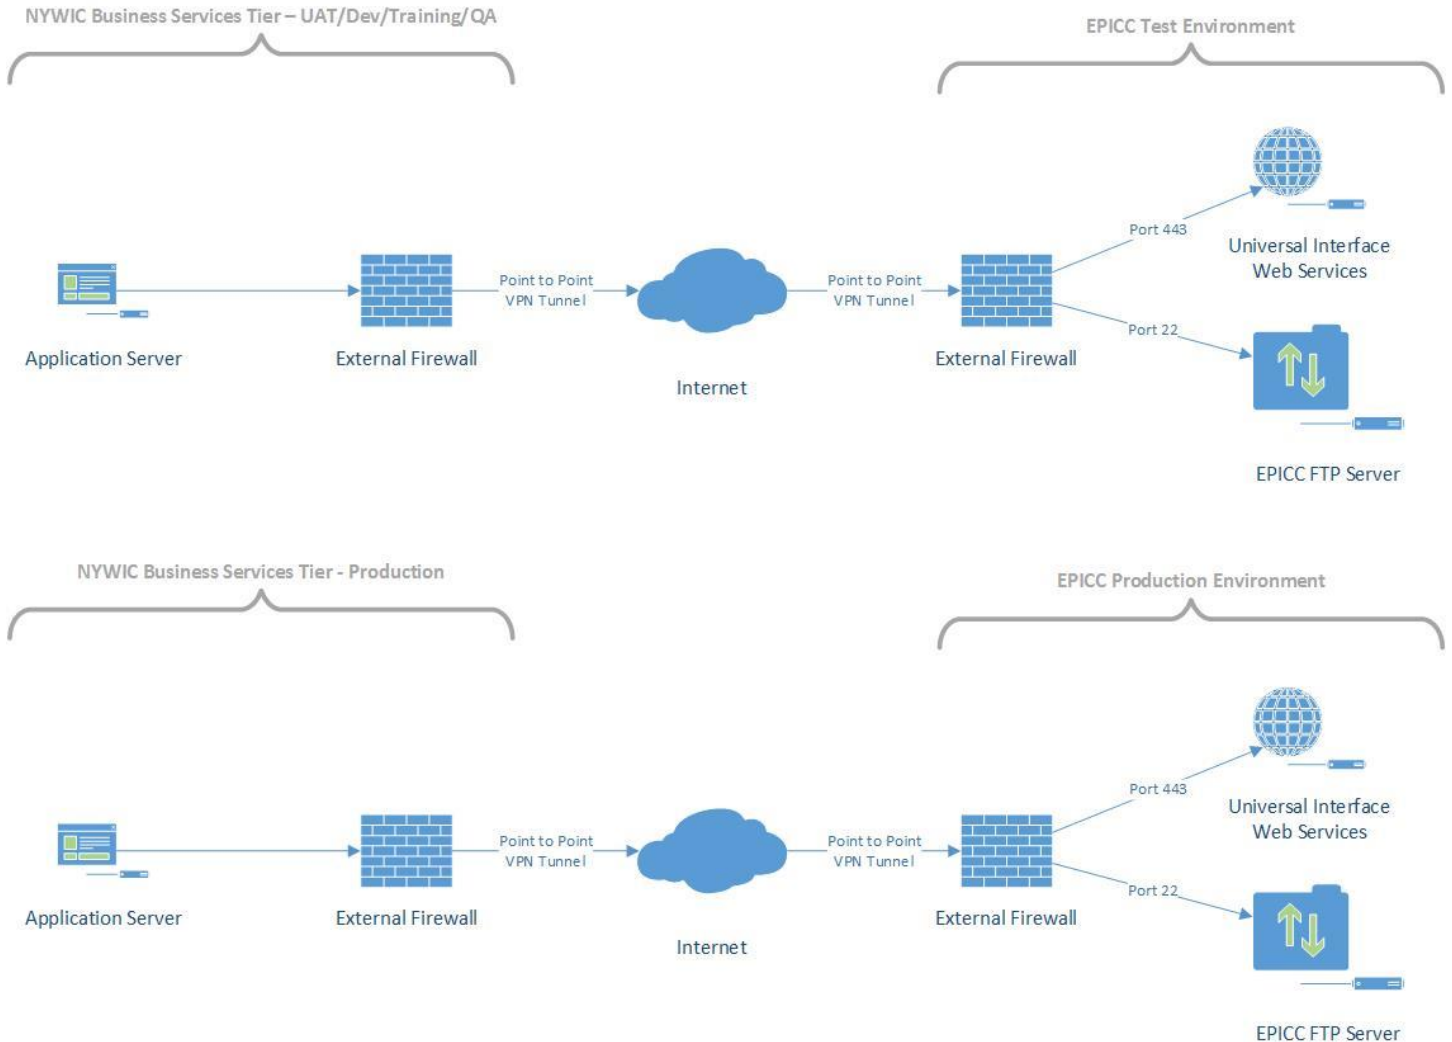 NYWIC Business Services Tier – UAT/Dev/Training/QA
EPICC Test Environment
Port 443
Universal Interface
Web Services
Point to Point
VPN Tunnel
Point to Point
VPN Tunnel
Port 22
Application Server
External Firewall
Internet
External Firewall
EPICC FTP Server
NYWIC Business Services Tier - Production
EPICC Production Environment
Port 443
Universal Interface
Web Services
Point to Point
VPN Tunnel
Point to Point
VPN Tunnel
Port 22
Application Server
External Firewall
Internet
External Firewall
EPICC FTP Server